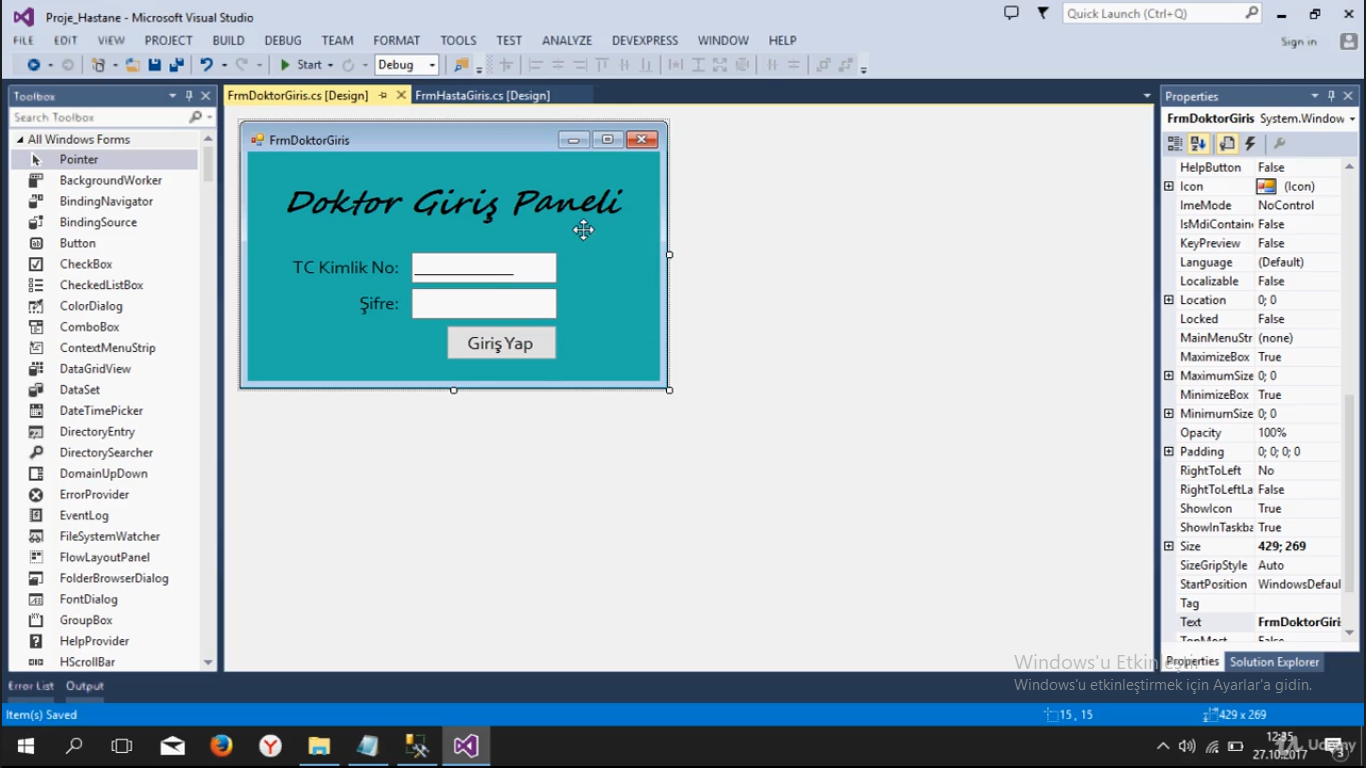 Proje_Hastane - Microsoft Visual Studio
Quick Launch (Ctrl+Q)
FILE EDIT VIEW PROJECT BUILD DEBUG TEAM FORMAT TOOLS TEST ANALYZE DEVEXPRESS WINDOW HELP
Sign in
Start Debug
Toolbox
FrmDoktorGiris.cs [Design] FrmHastaGiris.cs [Design]
Properties
Search Toolbox
FrmDoktorGiris System.Window
All Windows Forms
Pointer
BackgroundWorker
BindingNavigator
BindingSource
Button
CheckBox
CheckedListBox
ColorDialog
ComboBox
ContextMenuStrip
DataGridView
DataSet
DateTimePicker
DirectoryEntry
DirectorySearcher
DomainUpDown
ErrorProvider
EventLog
FileSystemWatcher
FlowLayoutPanel
FolderBrowserDialog
FontDialog
GroupBox
HelpProvider
HScrollBar
FrmDoktorGiris
Doktor Giriş Paneli
TC Kimlik No: _____________
Şifre:
Giriş Yap
HelpButton False
Icon (Icon)
ImeMode NoControl
IsMdiContaine False
KeyPreview False
Language (Default)
Localizable False
Location 0; 0
Locked False
MainMenuStr (none)
MaximizeBox True
MaximumSize 0; 0
MinimizeBox True
MinimumSize 0; 0
Opacity 100%
Padding 0; 0; 0; 0
RightToLeft No
RightToLeftLa False
ShowIcon True
ShowInTaskba True
Size 429; 269
SizeGripStyle Auto
StartPosition WindowsDefaul
Tag
Text FrmDoktorGiri
TopMost False
Properties Solution Explorer
Windows'u Etkinleştir
Windows'u etkinleştirmek için Ayarlar'a gidin.
Error List Output
Item(s) Saved
15 , 15
429 x 269
12:35
27.10.2017
Udemy
3